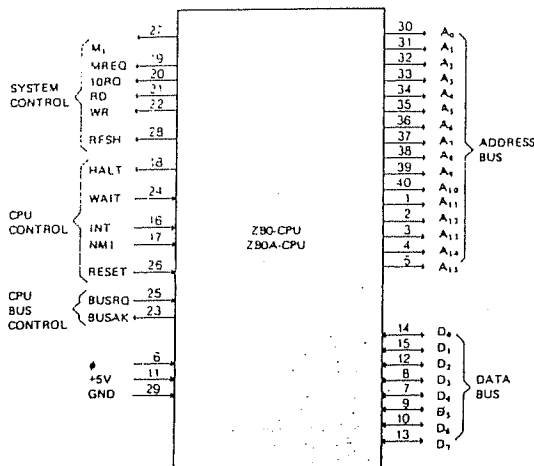 27
M1
MREQ 19
IORQ 20
RD 21
WR 22
RFSH 28
SYSTEM
CONTROL
HALT 18
WAIT 24
INT 16
NMI 17
RESET 26
CPU
CONTROL
BUSRQ 25
BUSAK 23
CPU
BUS
CONTROL
ɸ 6
+5V 11
GND 29
Z80-CPU
Z80A-CPU
30 A0
31 A1
32 A2
33 A3
34 A4
35 A5
36 A6
37 A7
38 A8
39 A9
40 A10
1 A11
2 A12
3 A13
4 A14
5 A15
ADDRESS
BUS
14 D0
15 D1
12 D2
8 D3
7 D4
9 D5
10 D6
13 D7
DATA
BUS